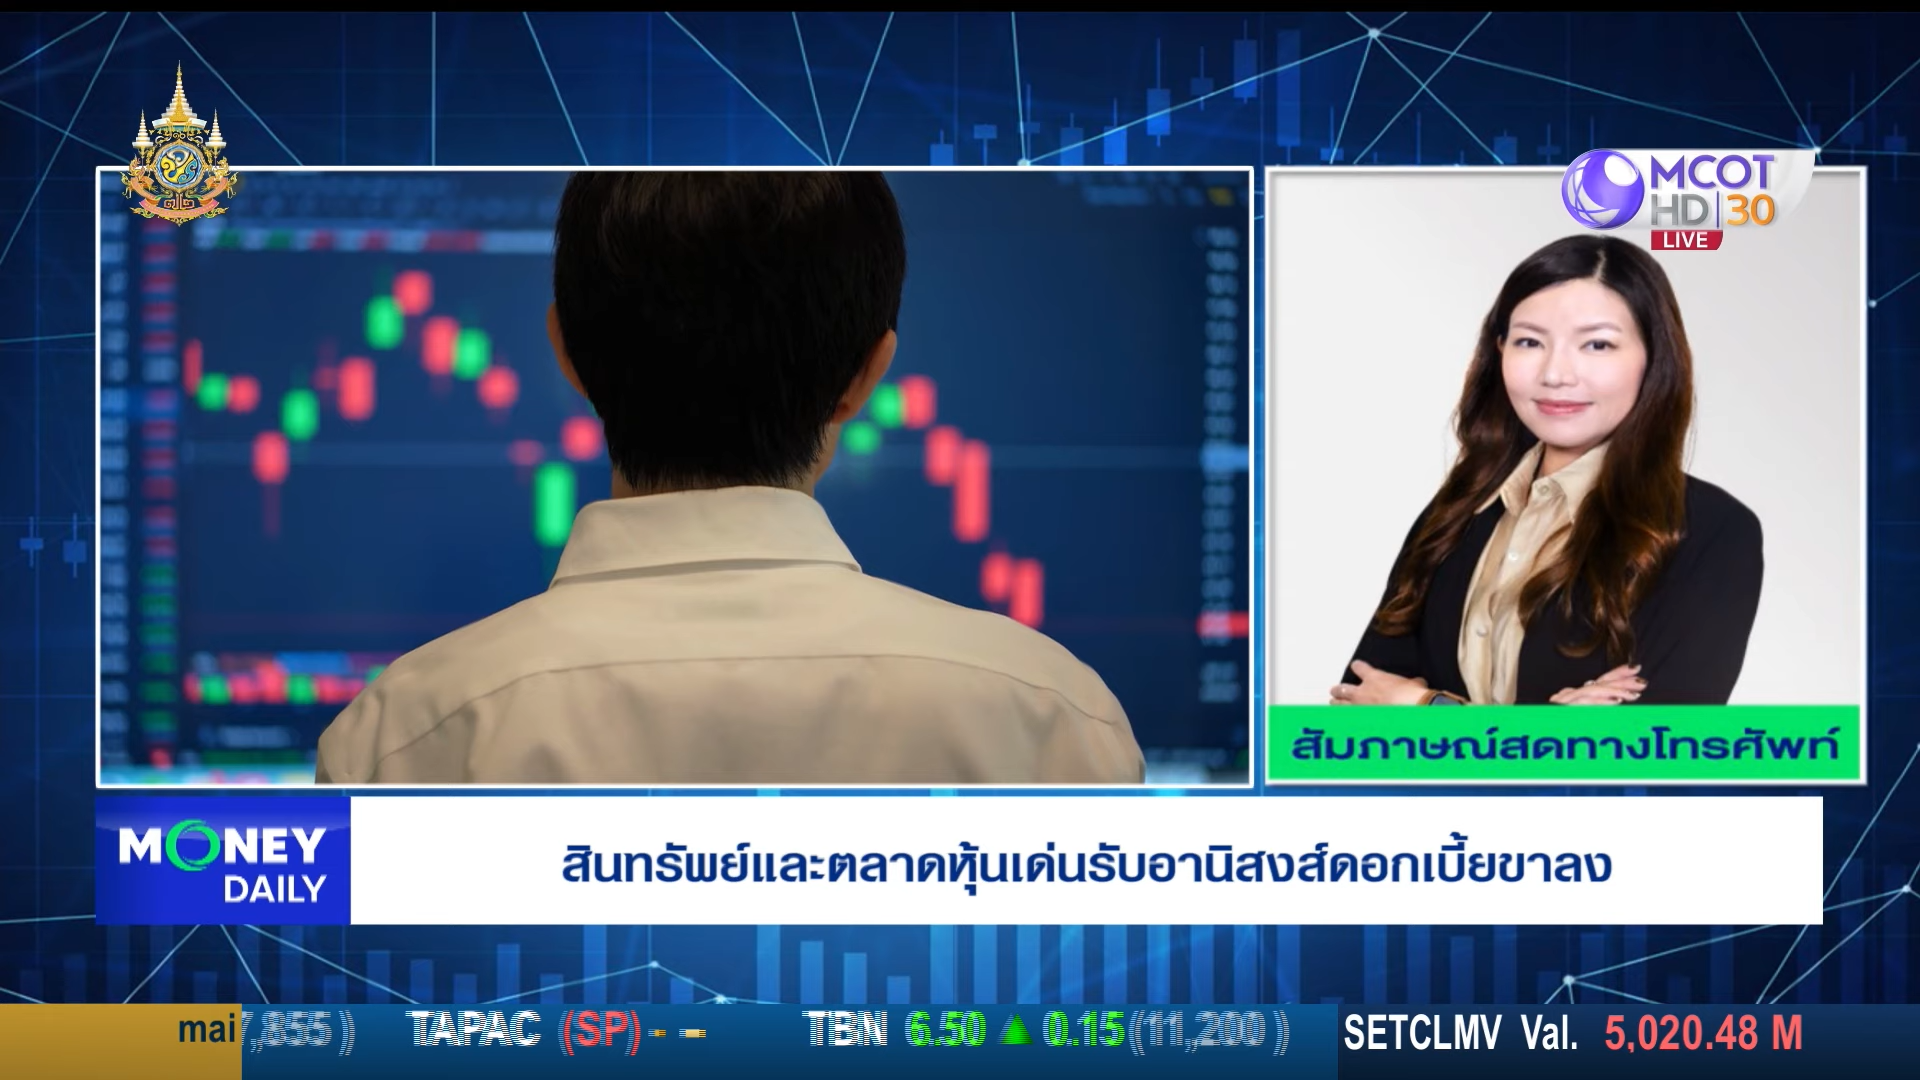 MCOT
HD 30
LIVE
สัมภาษณ์สดทางโทรศัพท์
MONEY
DAILY
สินทรัพย์และตลาดหุ้นเด่นรับอานิสงส์ดอกเบี้ยขาลง
mai 7,855) TAPAC (SP) - - TBN 6.50 ▲ 0.15 (11,200) SETCLMV Val. 5,020.48 M